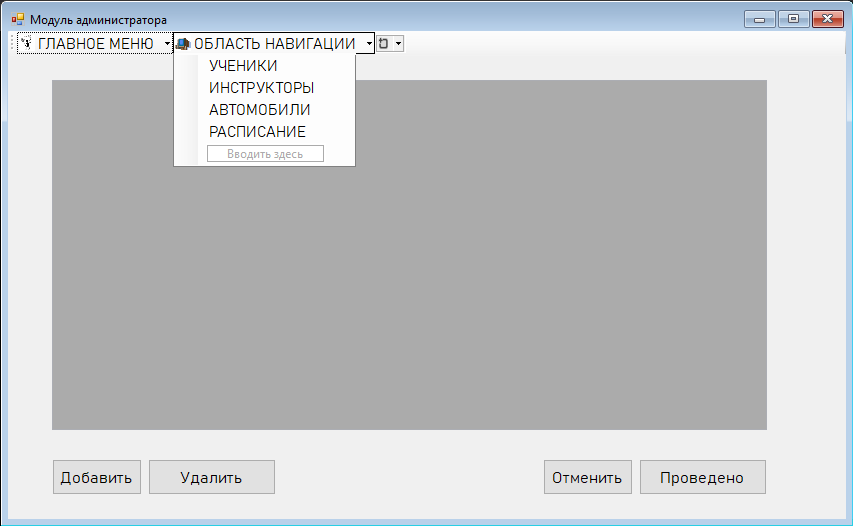 Модуль администратора
ГЛАВНОЕ МЕНЮ ОБЛАСТЬ НАВИГАЦИИ
УЧЕНИКИ
ИНСТРУКТОРЫ
АВТОМОБИЛИ
РАСПИСАНИЕ
Вводить здесь
Добавить Удалить Отменить Проведено